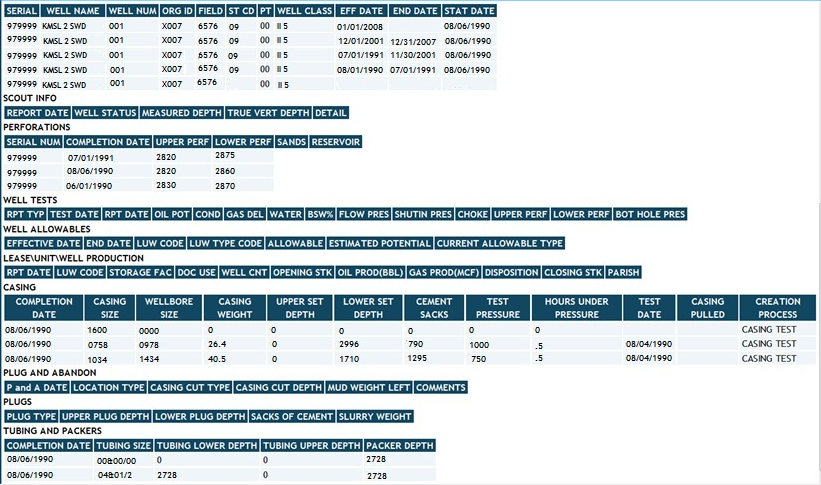 SERIAL WELL NAME WELL NUM ORG ID FIELD ST CD PT WELL CLASS EFF DATE END DATE STAT DATE
979999 KMSL 2 SWD 001 X007 6576 09 00 II 5 01/01/2008 08/06/1990
979999 KMSL 2 SWD 001 X007 6576 09 00 II 5 12/01/2001 12/31/2007 08/06/1990
979999 KMSL 2 SWD 001 X007 6576 09 00 II 5 07/01/1991 11/30/2001 08/06/1990
979999 KMSL 2 SWD 001 X007 6576 09 00 II 5 08/01/1990 07/01/1991 08/06/1990
979999 KMSL 2 SWD 001 X007 6576 00 II 5
SCOUT INFO
REPORT DATE WELL STATUS MEASURED DEPTH TRUE VERT DEPTH DETAIL
PERFORATIONS
SERIAL NUM COMPLETION DATE UPPER PERF LOWER PERF SANDS RESERVOIR
979999 07/01/1991 2820 2875
979999 08/06/1990 2820 2860
979999 06/01/1990 2830 2870
WELL TESTS
RPT TYP TEST DATE RPT DATE OIL POT COND GAS DEL WATER BSW% FLOW PRES SHUTIN PRES CHOKE UPPER PERF LOWER PERF BOT HOLE PRES
WELL ALLOWABLES
EFFECTIVE DATE END DATE LUW CODE LUW TYPE CODE ALLOWABLE ESTIMATED POTENTIAL CURRENT ALLOWABLE TYPE
LEASE\UNIT\WELL PRODUCTION
RPT DATE LUW CODE STORAGE FAC DOC USE WELL CNT OPENING STK OIL PROD(BBL) GAS PROD(MCF) DISPOSITION CLOSING STK PARISH
CASING
COMPLETION DATE CASING SIZE WELLBORE SIZE CASING WEIGHT UPPER SET DEPTH LOWER SET DEPTH CEMENT SACKS TEST PRESSURE HOURS UNDER PRESSURE TEST DATE CASING PULLED CREATION PROCESS
08/06/1990 1600 0000 0 0 0 0 0 0 CASING TEST
08/06/1990 0758 0978 26.4 0 2996 790 1000 .5 08/04/1990 CASING TEST
08/06/1990 1034 1434 40.5 0 1710 1295 750 .5 08/04/1990 CASING TEST
PLUG AND ABANDON
P and A DATE LOCATION TYPE CASING CUT TYPE CASING CUT DEPTH MUD WEIGHT LEFT COMMENTS
PLUGS
PLUG TYPE UPPER PLUG DEPTH LOWER PLUG DEPTH SACKS OF CEMENT SLURRY WEIGHT
TUBING AND PACKERS
COMPLETION DATE TUBING SIZE TUBING LOWER DEPTH TUBING UPPER DEPTH PACKER DEPTH
08/06/1990 00&00/00 0 0 2728
08/06/1990 04&01/2 2728 0 2728